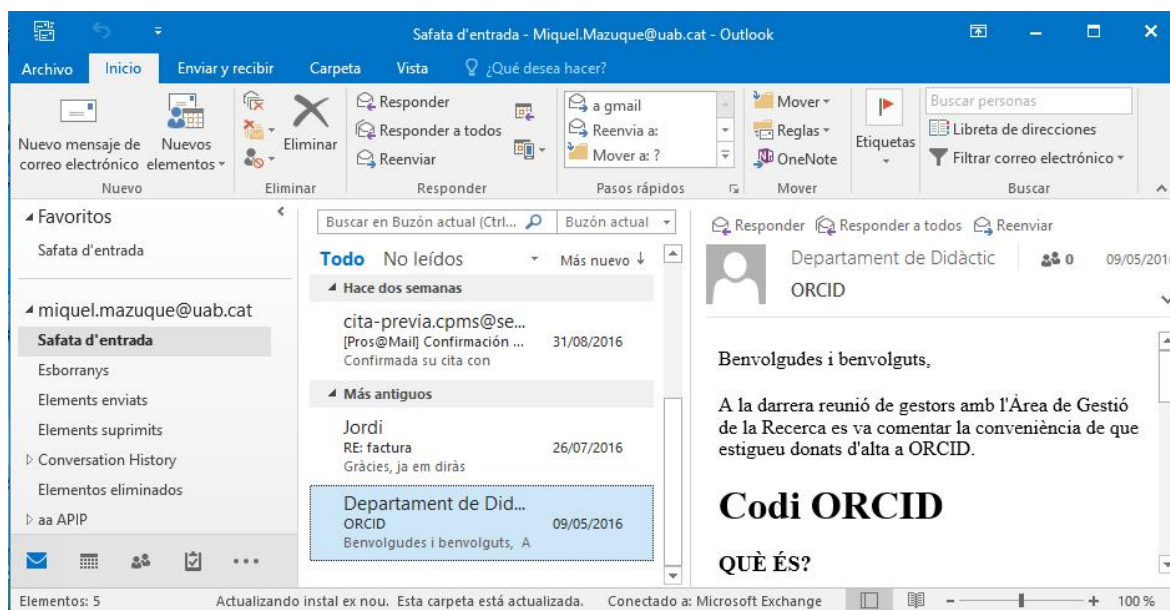 Safata d'entrada - Miquel.Mazuque@uab.cat - Outlook
Archivo Inicio Enviar y recibir Carpeta Vista ¿Qué desea hacer?
Nuevo mensaje de correo electrónico
Nuevos elementos
Nuevo
Eliminar
Eliminar
Responder
Responder a todos
Reenviar
Responder
a gmail
Reenvia a:
Mover a: ?
Pasos rápidos
Mover
Reglas
OneNote
Mover
Etiquetas
Buscar personas
Libreta de direcciones
Filtrar correo electrónico
Buscar
Favoritos
Safata d'entrada
miquel.mazuque@uab.cat
Safata d'entrada
Esborranys
Elements enviats
Elements suprimits
Conversation History
Elementos eliminados
aa APIP
Buscar en Buzón actual (Ctrl... Buzón actual
Todo No leídos Más nuevo ↓
Hace dos semanas
cita-previa.cpms@se...
[Pros@Mail] Confirmación ... 31/08/2016
Confirmada su cita con
Más antiguos
Jordi
RE: factura 26/07/2016
Gràcies, ja em diràs
Departament de Did...
ORCID 09/05/2016
Benvolgudes i benvolguts, A
Responder Responder a todos Reenviar
Departament de Didàctic 0 09/05/201
ORCID
Benvolgudes i benvolguts,
A la darrera reunió de gestors amb l'Àrea de Gestió
de la Recerca es va comentar la conveniència de que
estigueu donats d'alta a ORCID.
Codi ORCID
QUÈ ÉS?
Elementos: 5 Actualizando instal ex nou. Esta carpeta está actualizada. Conectado a: Microsoft Exchange 100 %